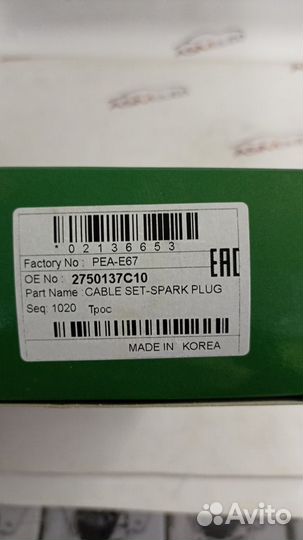 * 0 2 1 3 6 6 5 3
Factory No : PEA-E67
EAC
OE No : 2750137C10
Part Name : CABLE SET-SPARK PLUG
Seq: 1020 Трос
MADE IN KOREA
Avito